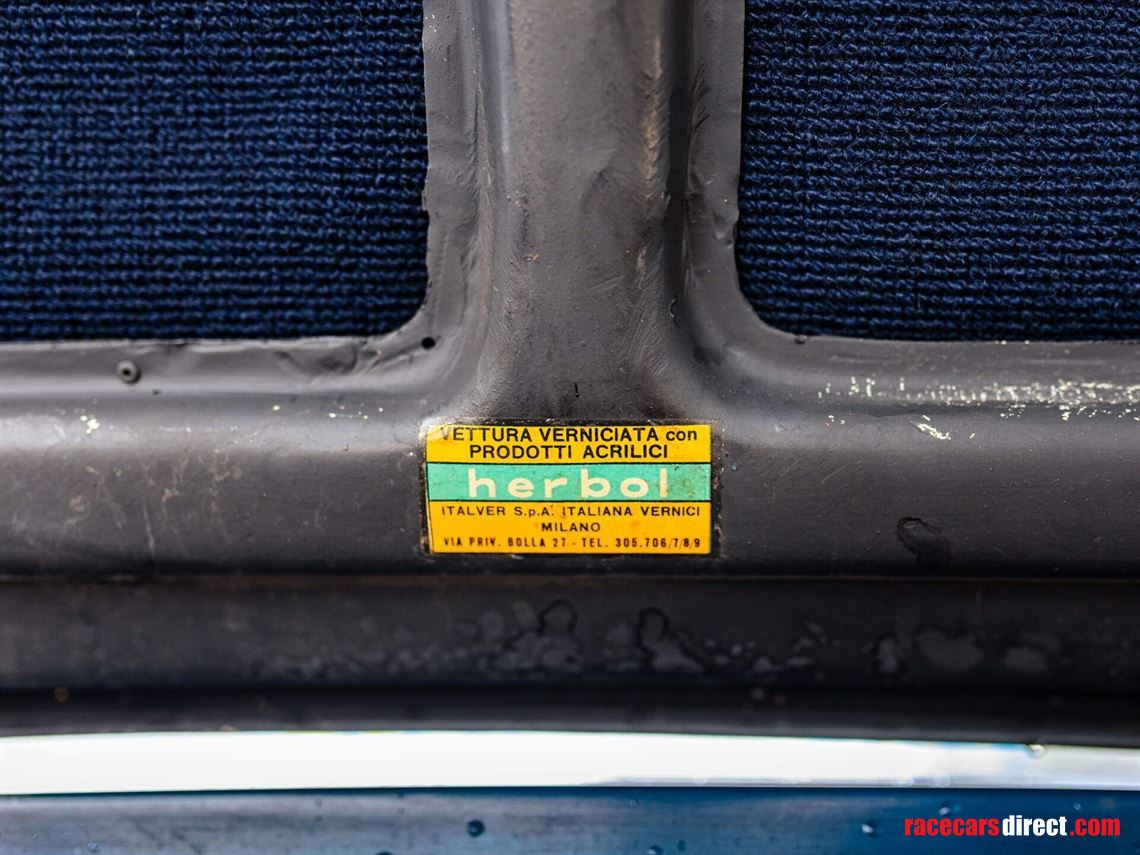 VETTURA VERNICIATA con
PRODOTTI ACRILICI
herbol
ITALVER S.p.A. ITALIANA VERNICI
MILANO
VIA PRIV. BOLLA 27 - TEL. 305.706/7/8/9
racecarsdirect.com